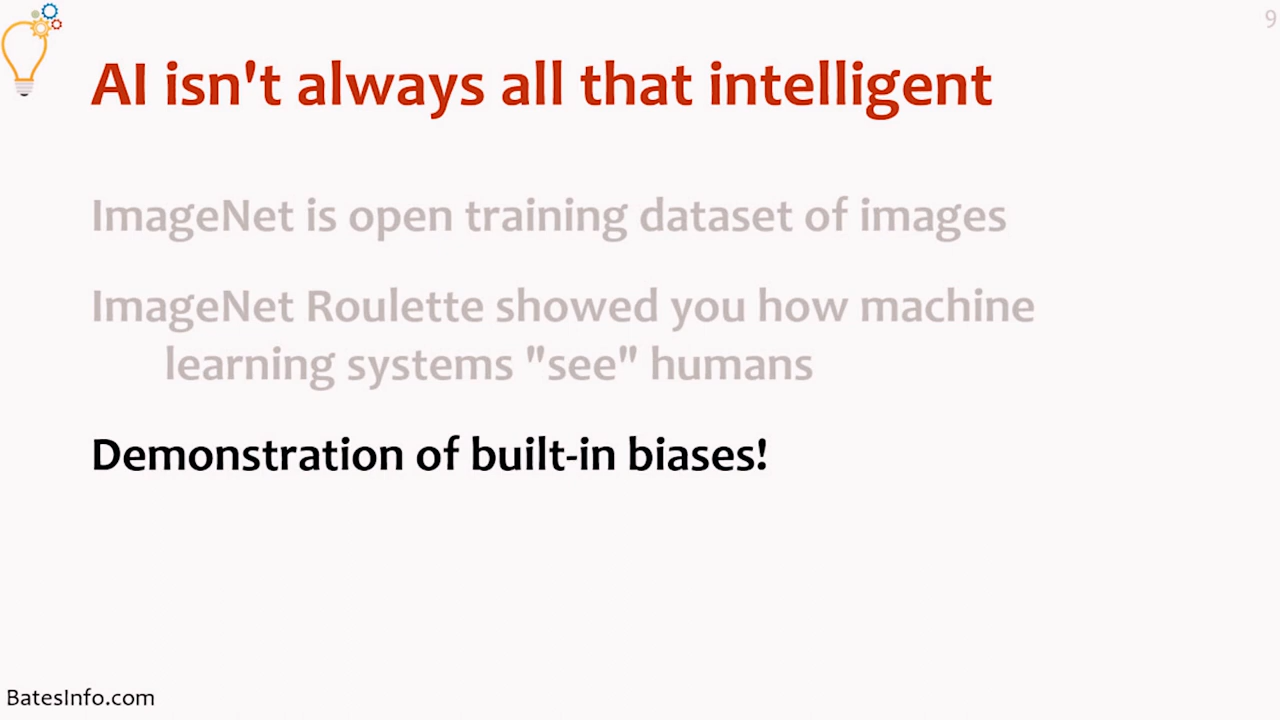 9
AI isn't always all that intelligent
ImageNet is open training dataset of images
ImageNet Roulette showed you how machine
learning systems "see" humans
Demonstration of built-in biases!
BatesInfo.com